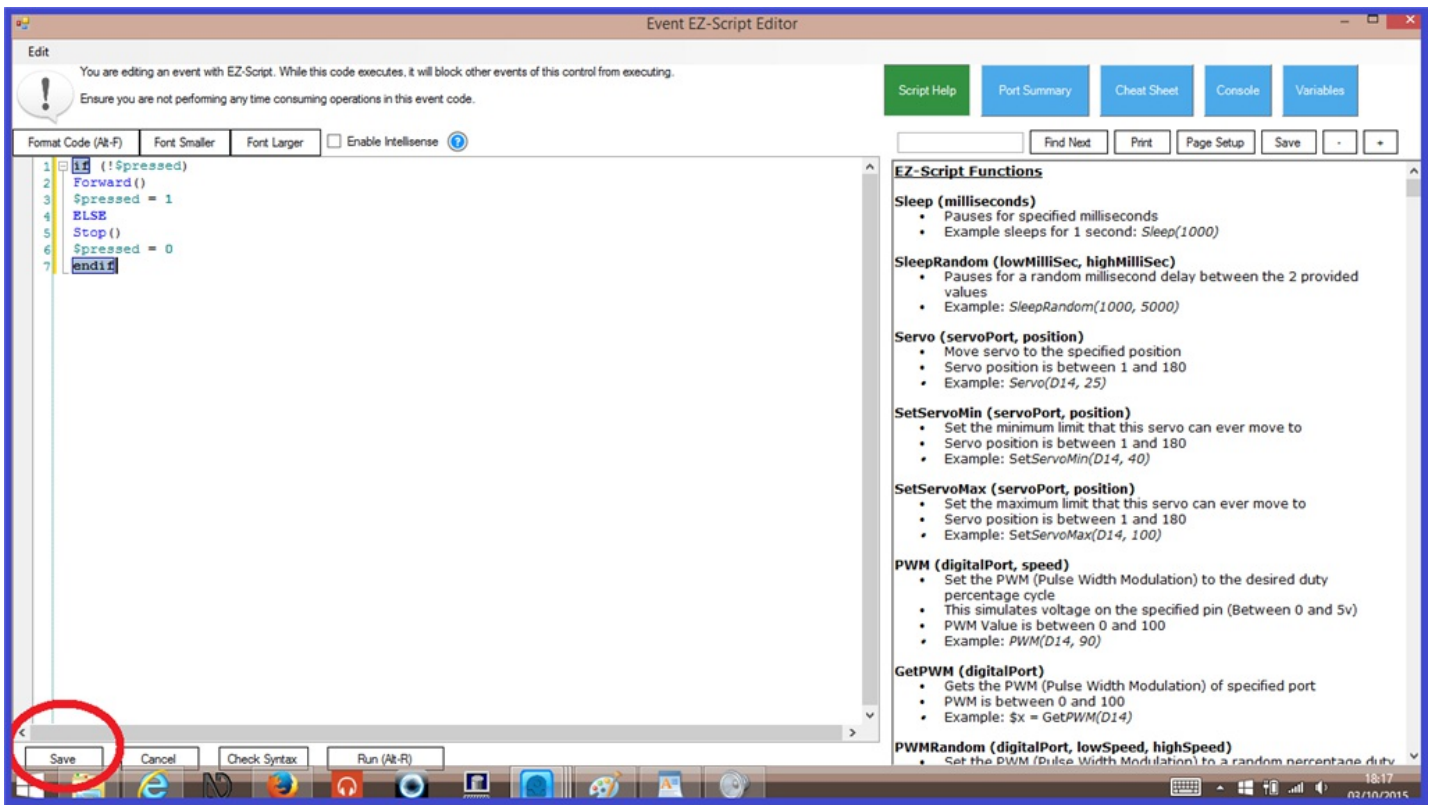 Event EZ-Script Editor
Edit
You are editing an event with EZ-Script. While this code executes, it will block other events of this control from executing.
Ensure you are not performing any time consuming operations in this event code.
Script Help
Port Summary
Cheat Sheet
Console
Variables
Format Code (Alt-F)
Font Smaller
Font Larger
Enable Intellisense
Find Next
Print
Page Setup
Save
-
+
1 if (!$pressed)
2 Forward()
3 $pressed = 1
4 ELSE
5 Stop()
6 $pressed = 0
7 endif
EZ-Script Functions
Sleep (milliseconds)
• Pauses for specified milliseconds
• Example sleeps for 1 second: Sleep(1000)
SleepRandom (lowMilliSec, highMilliSec)
• Pauses for a random millisecond delay between the 2 provided
values
• Example: SleepRandom(1000, 5000)
Servo (servoPort, position)
• Move servo to the specified position
• Servo position is between 1 and 180
• Example: Servo(D14, 25)
SetServoMin (servoPort, position)
• Set the minimum limit that this servo can ever move to
• Servo position is between 1 and 180
• Example: SetServoMin(D14, 40)
SetServoMax (servoPort, position)
• Set the maximum limit that this servo can ever move to
• Servo position is between 1 and 180
• Example: SetServoMax(D14, 100)
PWM (digitalPort, speed)
• Set the PWM (Pulse Width Modulation) to the desired duty
percentage cycle
• This simulates voltage on the specified pin (Between 0 and 5v)
• PWM Value is between 0 and 100
• Example: PWM(D14, 90)
GetPWM (digitalPort)
• Gets the PWM (Pulse Width Modulation) of specified port
• PWM is between 0 and 100
• Example: $x = GetPWM(D14)
PWMRandom (digitalPort, lowSpeed, highSpeed)
• Set the PWM (Pulse Width Modulation) to a random percentage duty
Save
Cancel
Check Syntax
Run (Alt-R)
18:17
03/10/2015